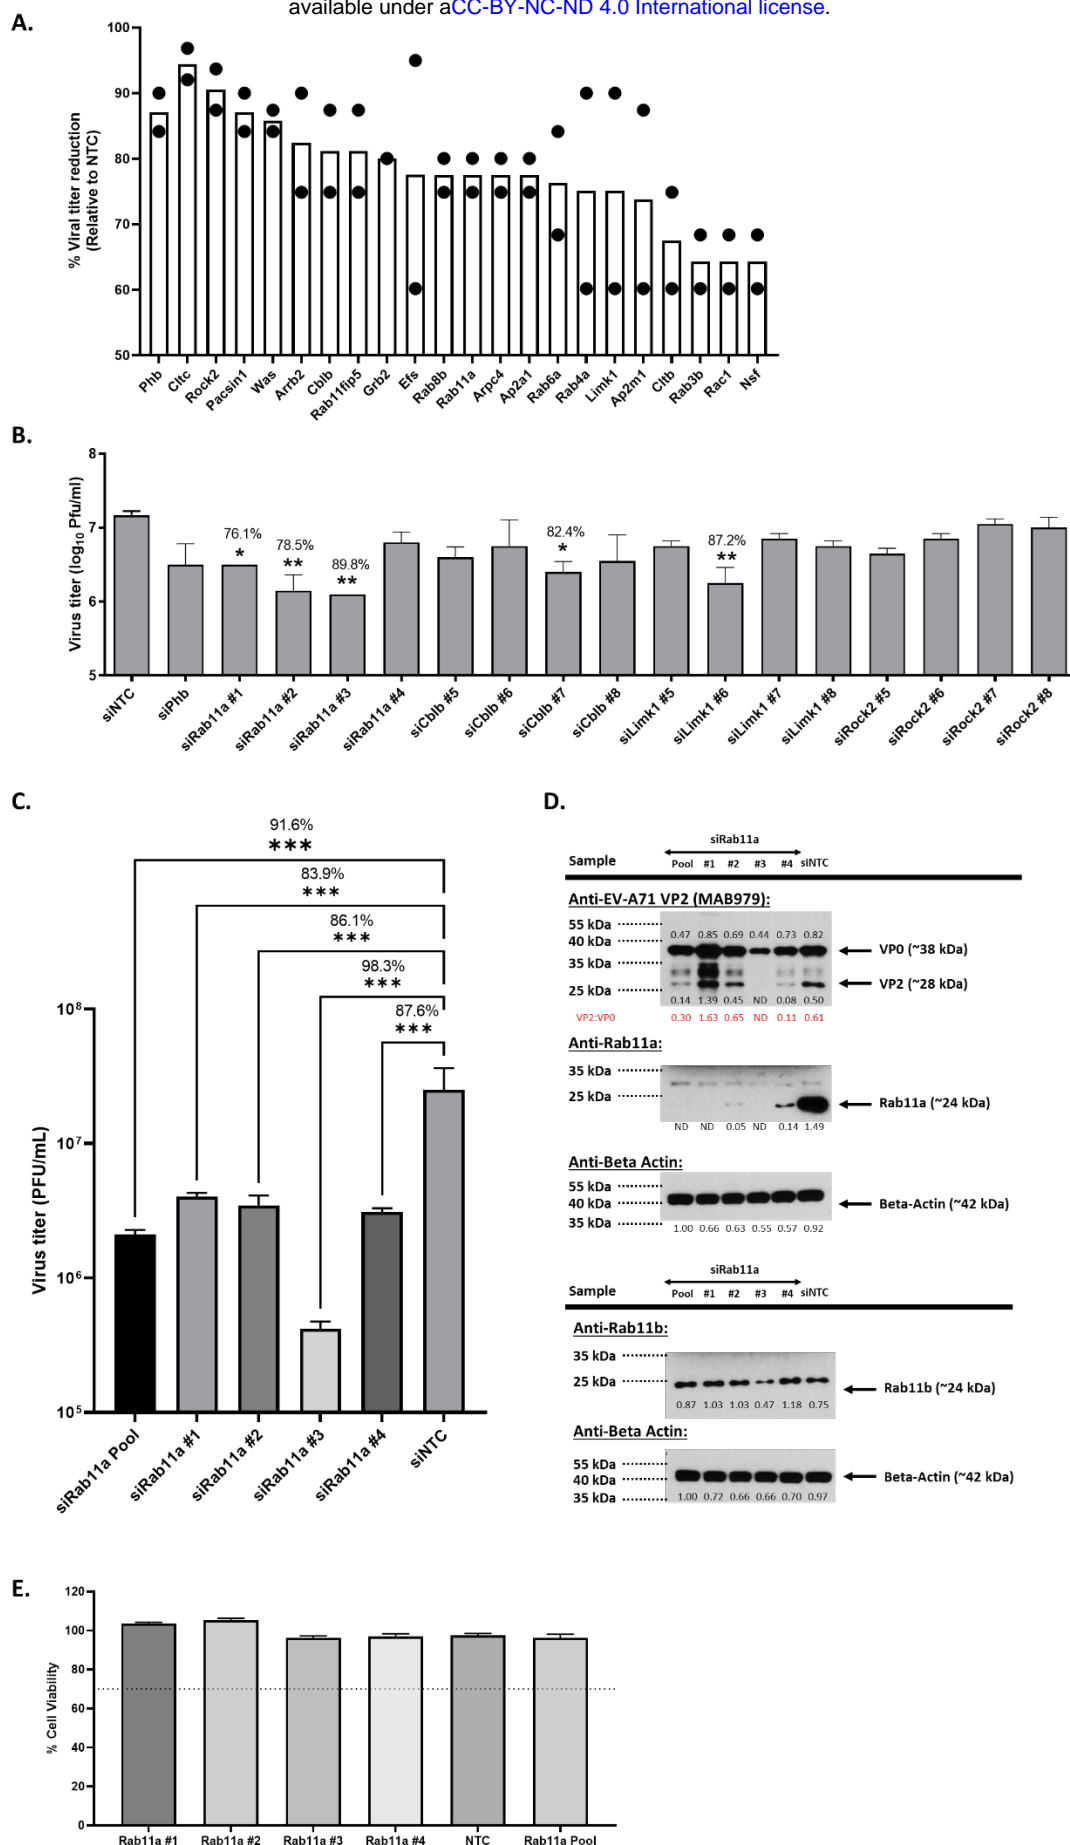 available under aCC-BY-NC-ND 4.0 International license.
A.
% Viral titer reduction
(Relative to NTC)
100
90
80
70
60
50
Phb
Cltc
Rock2
Pacsin1
Was
Arrb2
Cblb
Rab11fip5
Grb2
Efs
Rab8b
Rab11a
Arpc4
Ap2a1
Rab6a
Rab4a
Limk1
Ap2m1
Cltb
Rab3b
Rac1
Nsf
B.
Virus titer (log10 Pfu/ml)
8
7
6
5
76.1%
*
78.5%
**
89.8%
**
82.4%
*
87.2%
**
siNTC
siPhb
siRab11a #1
siRab11a #2
siRab11a #3
siRab11a #4
siCblb #5
siCblb #6
siCblb #7
siCblb #8
siLimk1 #5
siLimk1 #6
siLimk1 #7
siLimk1 #8
siRock2 #5
siRock2 #6
siRock2 #7
siRock2 #8
C.
91.6%
***
83.9%
***
86.1%
***
98.3%
***
87.6%
***
Virus titer (PFU/mL)
10^8
10^7
10^6
10^5
siRab11a Pool
siRab11a #1
siRab11a #2
siRab11a #3
siRab11a #4
siNTC
D.
siRab11a
Sample Pool #1 #2 #3 #4 siNTC
Anti-EV-A71 VP2 (MAB979):
55 kDa
0.47 0.85 0.69 0.44 0.73 0.82
40 kDa
VP0 (~38 kDa)
35 kDa
VP2 (~28 kDa)
25 kDa
0.14 1.39 0.45 ND 0.08 0.50
VP2:VP0 0.30 1.63 0.65 ND 0.11 0.61
Anti-Rab11a:
35 kDa
25 kDa
Rab11a (~24 kDa)
ND ND 0.05 ND 0.14 1.49
Anti-Beta Actin:
55 kDa
40 kDa
Beta-Actin (~42 kDa)
35 kDa
1.00 0.66 0.63 0.55 0.57 0.92
siRab11a
Sample Pool #1 #2 #3 #4 siNTC
Anti-Rab11b:
35 kDa
25 kDa
Rab11b (~24 kDa)
0.87 1.03 1.03 0.47 1.18 0.75
Anti-Beta Actin:
55 kDa
40 kDa
Beta-Actin (~42 kDa)
35 kDa
1.00 0.72 0.66 0.66 0.70 0.97
E.
% Cell Viability
120
100
80
60
40
20
0
Rab11a #1
Rab11a #2
Rab11a #3
Rab11a #4
NTC
Rab11a Pool